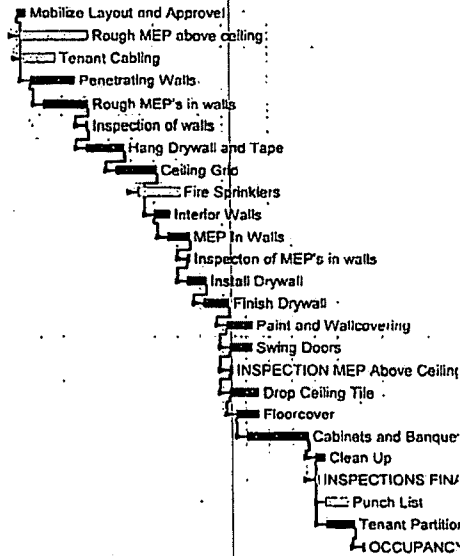 Mobilize Layout and Approvel
Rough MEP above ceiling
Tenant Cabling
Penetrating Walls
Rough MEP's in walls
Inspection of walls
Hang Drywall and Tape
Ceiling Grid
Fire Sprinklers
Interior Walls
MEP In Walls
Inspecton of MEP's in walls
Install Drywall
Finish Drywall
Paint and Wallcovering
Swing Doors
INSPECTION MEP Above Ceiling
Drop Ceiling Tile
Floorcover
Cabinets and Banque
Clean Up
INSPECTIONS FINA
Punch List
Tenant Partition
OCCUPANCY